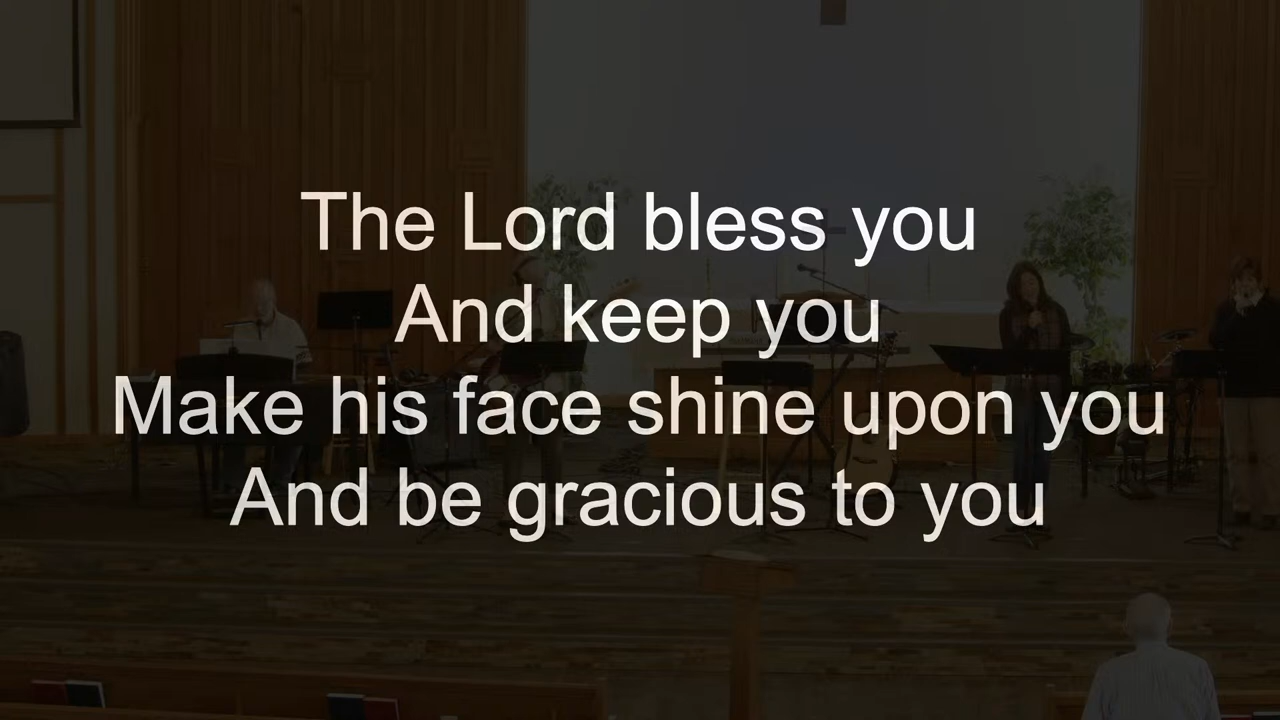 The Lord bless you
And keep you
Make his face shine upon you
And be gracious to you